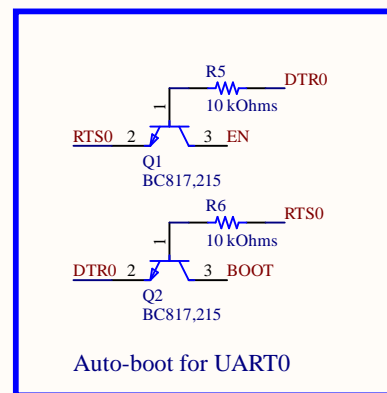 R5
DTR0
10 kOhms
1
RTS0
2
3
EN
Q1
BC817,215
R6
RTS0
10 kOhms
1
DTR0
2
3
BOOT
Q2
BC817,215
Auto-boot for UART0